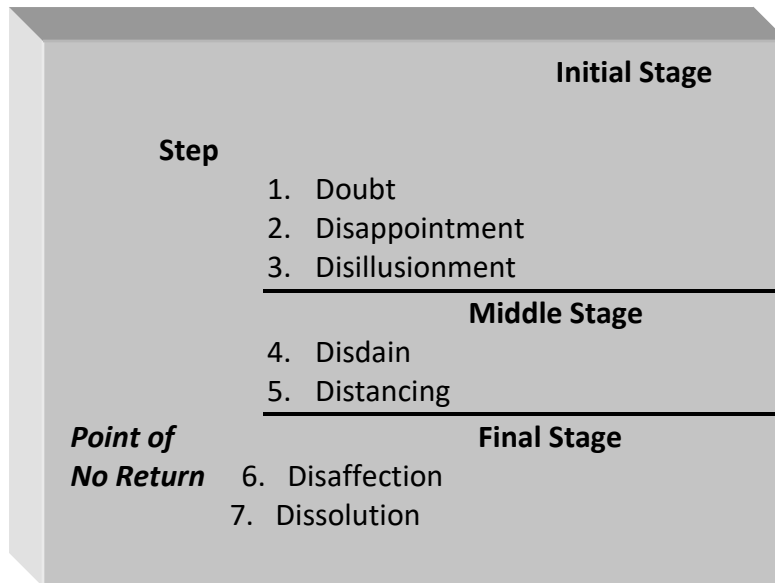 Initial Stage
Step
1. Doubt
2. Disappointment
3. Disillusionment
Middle Stage
4. Disdain
5. Distancing
Point of Final Stage
No Return 6. Disaffection
7. Dissolution